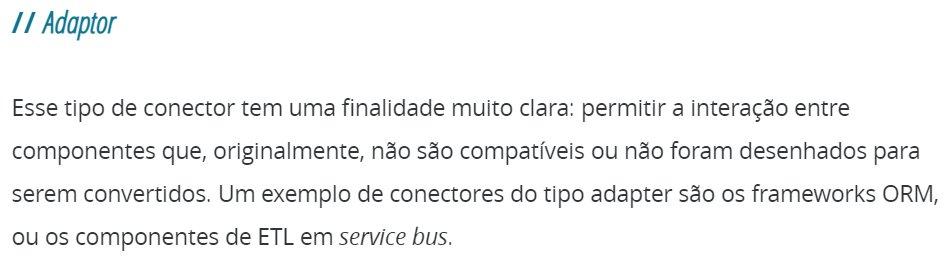 // Adaptor
Esse tipo de conector tem uma finalidade muito clara: permitir a interação entre
componentes que, originalmente, não são compatíveis ou não foram desenhados para
serem convertidos. Um exemplo de conectores do tipo adapter são os frameworks ORM,
ou os componentes de ETL em service bus.